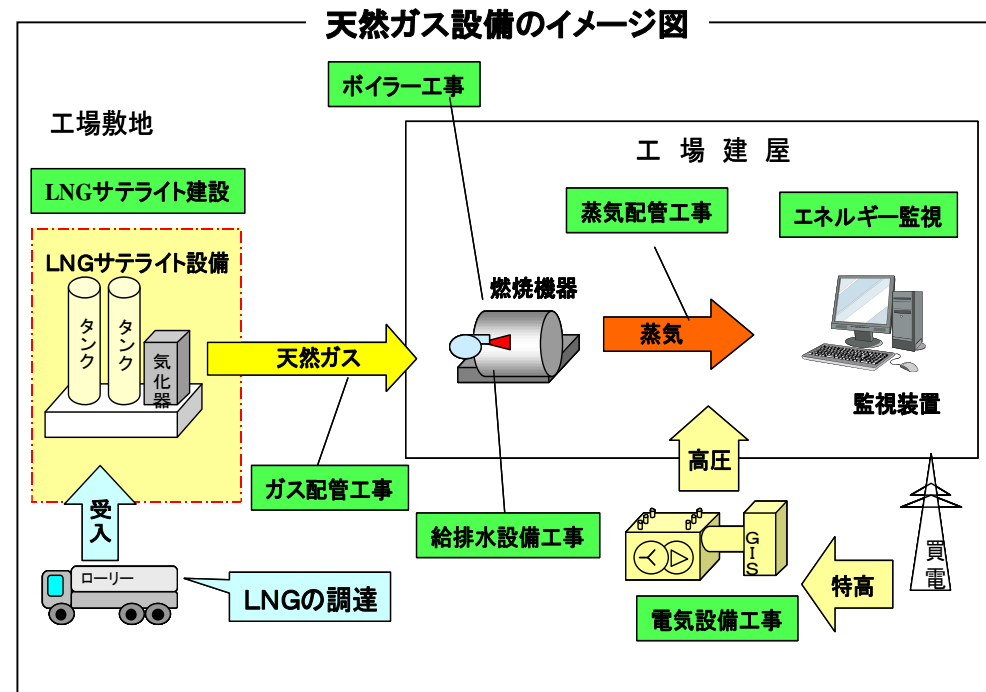 天然ガス設備のイメージ図
ボイラー工事
工場敷地
工場建屋
LNGサテライト建設
蒸気配管工事
エネルギー監視
LNGサテライト設備
タンク
タンク
気化器
天然ガス
燃焼機器
蒸気
監視装置
高圧
ガス配管工事
受入
給排水設備工事
GIS
買電
ローリー
LNGの調達
特高
電気設備工事